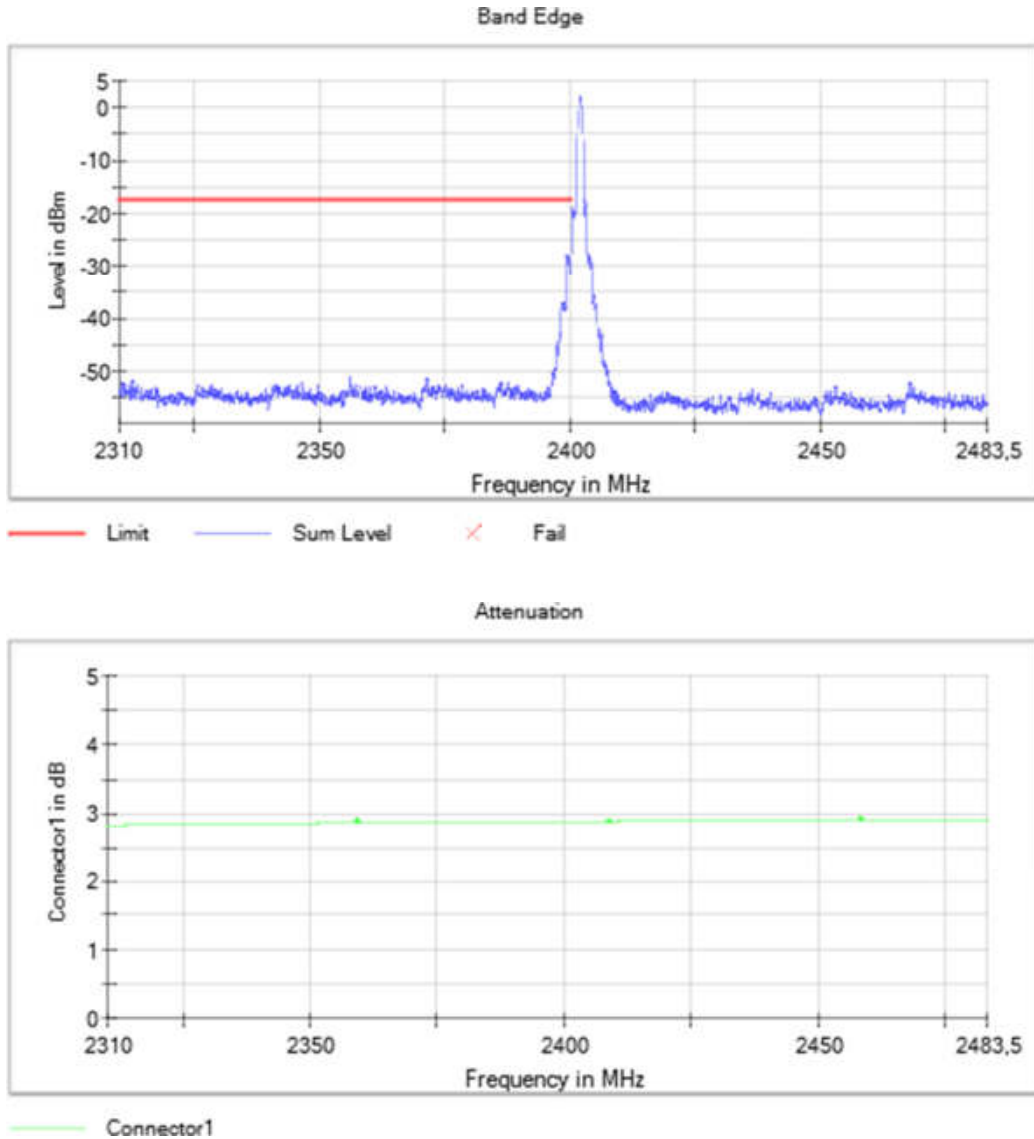 Band Edge
5
0
-10
-20
-30
-40
-50
Level in dBm
2310 2350 2400 2450 2483,5
Frequency in MHz
Limit Sum Level Fail
Attenuation
5
4
3
2
1
0
Connector1 in dB
2310 2350 2400 2450 2483,5
Frequency in MHz
Connector1